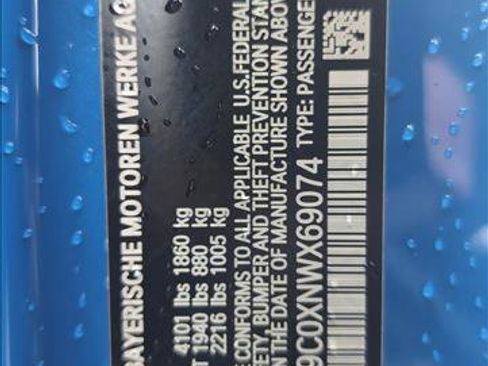 BAYERISCHE MOTOREN WERKE AG
4101 lbs 1860 kg
T 1940 lbs 880 kg
2216 lbs 1005 kg
CONFORMS TO ALL APPLICABLE U.S.FEDERAL
ETY, BUMPER AND THEFT PREVENTION STAN
N THE DATE OF MANUFACTURE SHOWN ABOV
9C0XNWX69074 TYPE: PASSENGE